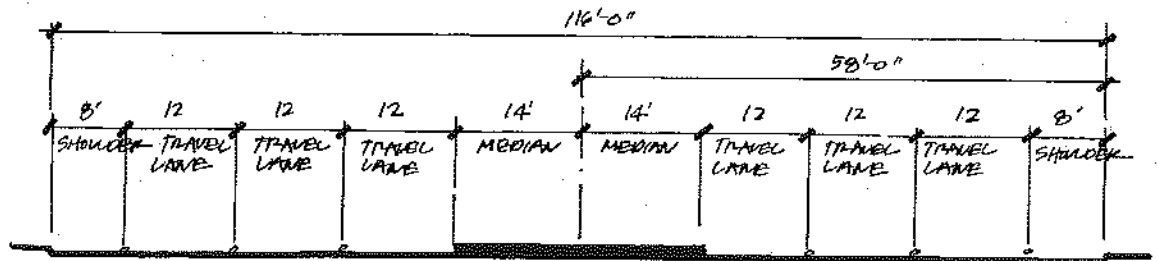 116'-0"
58'-0"
8' 12 12 12 14' 14' 12 12 12 8'
SHOULDER TRAVEL TRAVEL TRAVEL MEDIAN MEDIAN TRAVEL TRAVEL TRAVEL SHOULDER
LANE LANE LANE LANE LANE LANE